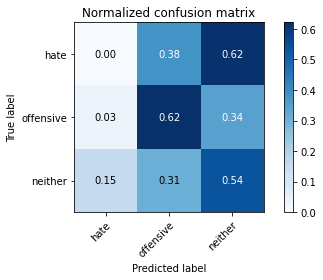 Normalized confusion matrix
hate 0.00 0.38 0.62
offensive 0.03 0.62 0.34
neither 0.15 0.31 0.54
hate offensive neither
True label
Predicted label
0.6
0.5
0.4
0.3
0.2
0.1
0.0